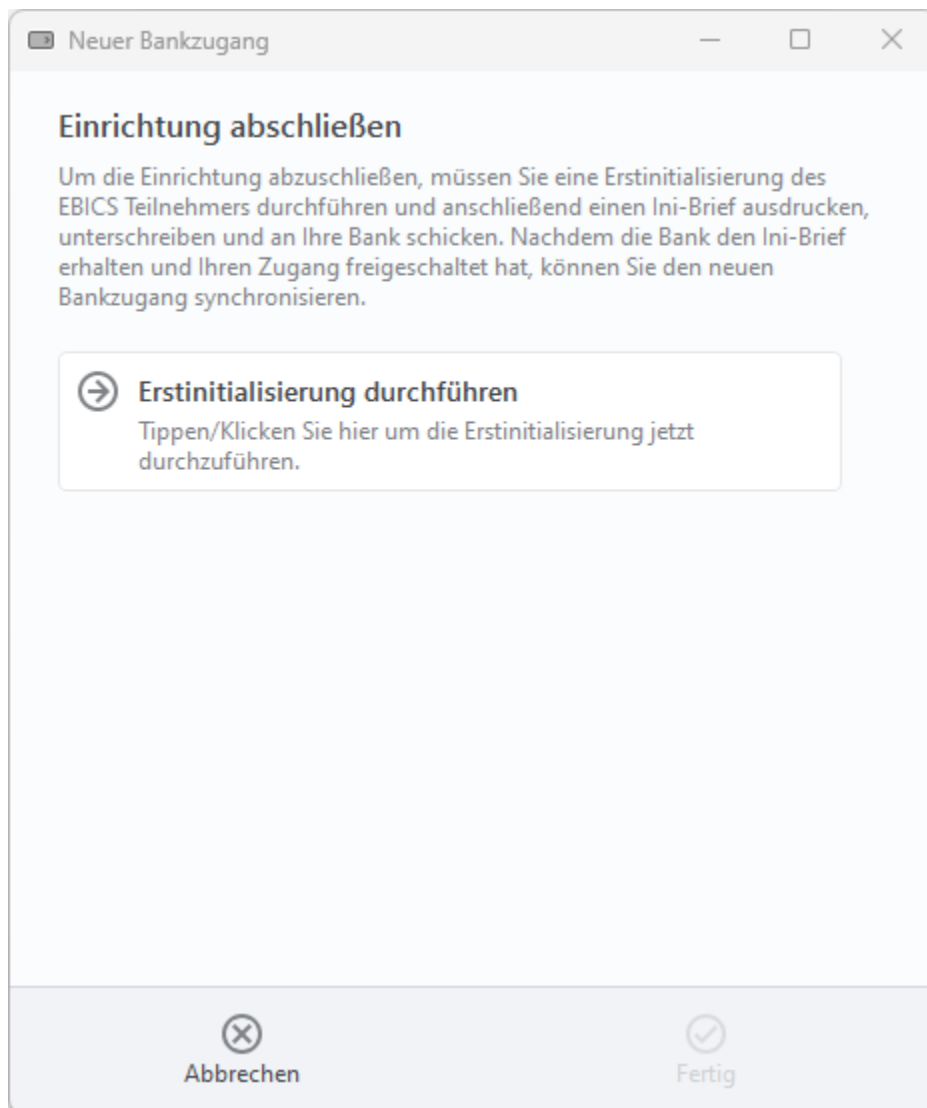 Neuer Bankzugang
Einrichtung abschließen
Um die Einrichtung abzuschließen, müssen Sie eine Erstinitialisierung des
EBICS Teilnehmers durchführen und anschließend einen Ini-Brief ausdrucken,
unterschreiben und an Ihre Bank schicken. Nachdem die Bank den Ini-Brief
erhalten und Ihren Zugang freigeschaltet hat, können Sie den neuen
Bankzugang synchronisieren.
Erstinitialisierung durchführen
Tippen/Klicken Sie hier um die Erstinitialisierung jetzt
durchzuführen.
Abbrechen
Fertig